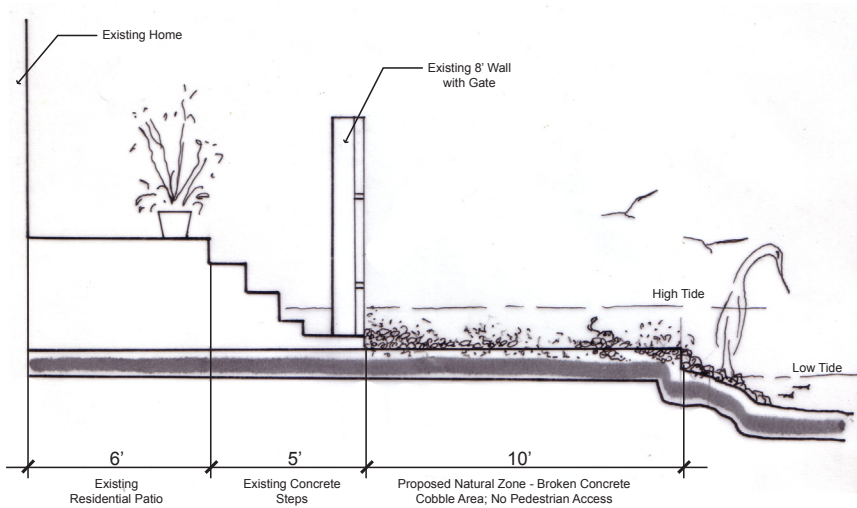 Existing Home
Existing 8' Wall
with Gate
High Tide
Low Tide
6'
5'
10'
Existing
Residential Patio
Existing Concrete
Steps
Proposed Natural Zone - Broken Concrete
Cobble Area; No Pedestrian Access